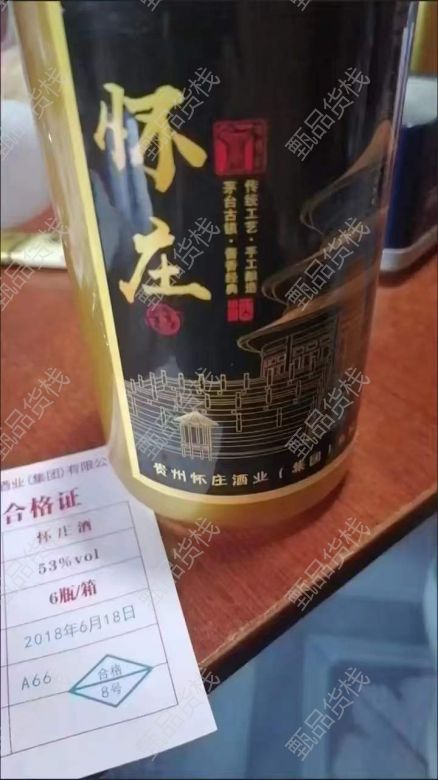 怀庄
传统工艺·手工酿造
茅台古镇·酱香经典
酒
贵州怀庄酒业（集团）
酒业(集团)有限公
合格证
怀庄酒
53%vol
6瓶/箱
2018年6月18日
A66
合格
8号
甄品货栈